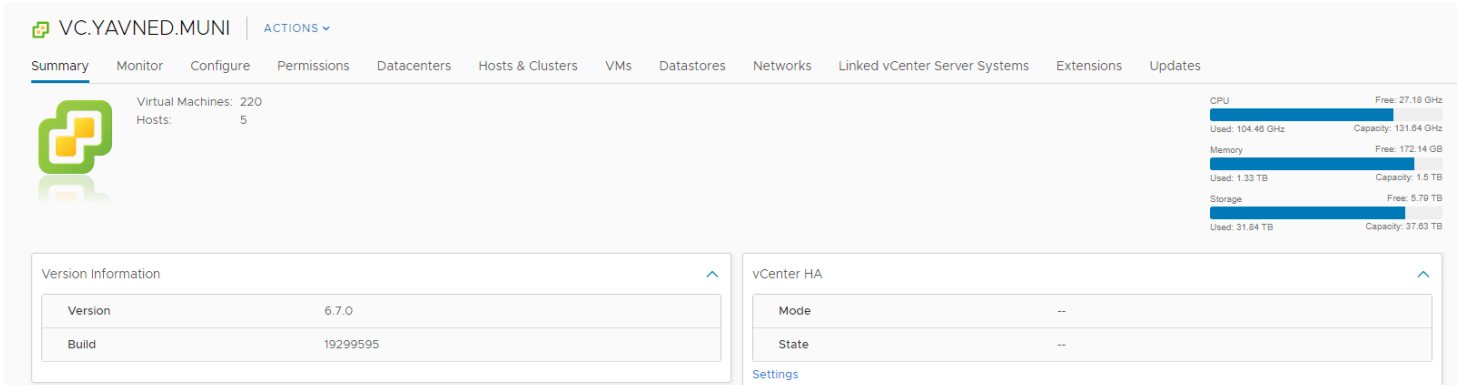 VC.YAVNED.MUNI ACTIONS
Summary Monitor Configure Permissions Datacenters Hosts & Clusters VMs Datastores Networks Linked vCenter Server Systems Extensions Updates
Virtual Machines: 220
Hosts: 5
CPU Free: 27.18 GHz
Used: 104.46 GHz Capacity: 131.64 GHz
Memory Free: 172.14 GB
Used: 1.33 TB Capacity: 1.5 TB
Storage Free: 5.79 TB
Used: 31.84 TB Capacity: 37.63 TB
Version Information
Version 6.7.0
Build 19299595
vCenter HA
Mode --
State --
Settings